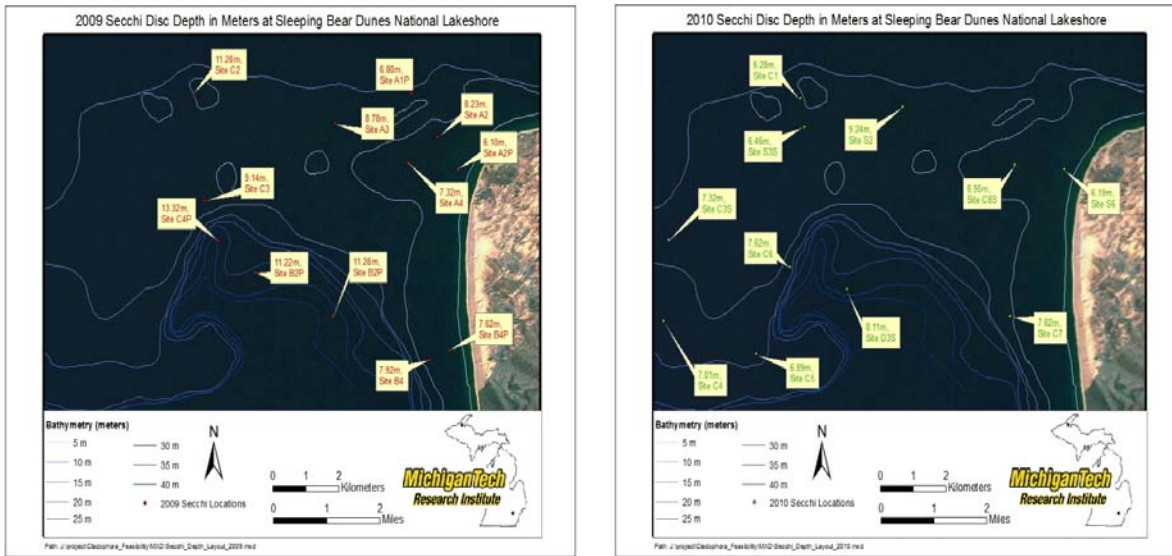 2009 Secchi Disc Depth in Meters at Sleeping Bear Dunes National Lakeshore
11.28m,
Site C2
6.80m,
Site A1P
8.78m,
Site A3
8.23m,
Site A2
6.10m,
Site A2P
9.14m,
Site C3
7.32m,
Site A4
13.32m,
Site C4P
11.22m,
Site B2P
11.28m,
Site B2P
7.62m,
Site B4P
7.92m,
Site B4
Bathymetry (meters)
5 m
10 m
15 m
20 m
25 m
30 m
35 m
40 m
2009 Secchi Locations
N
0 1 2
Kilometers
0 1 2
Miles
MichiganTech
Research Institute
2010 Secchi Disc Depth in Meters at Sleeping Bear Dunes National Lakeshore
6.28m,
Site C1
6.46m,
Site S3S
9.24m,
Site S2
6.95m,
6.19m,
Site S6
7.32m,
Site C3S
7.62m,
Site C6
8.11m,
Site D3S
7.62m,
Site C7
7.01m,
Site C4
6.89m,
Site C5
Bathymetry (meters)
5 m
10 m
15 m
20 m
25 m
30 m
35 m
40 m
2010 Secchi Locations
N
0 1 2
Kilometers
0 1 2
Miles
MichiganTech
Research Institute